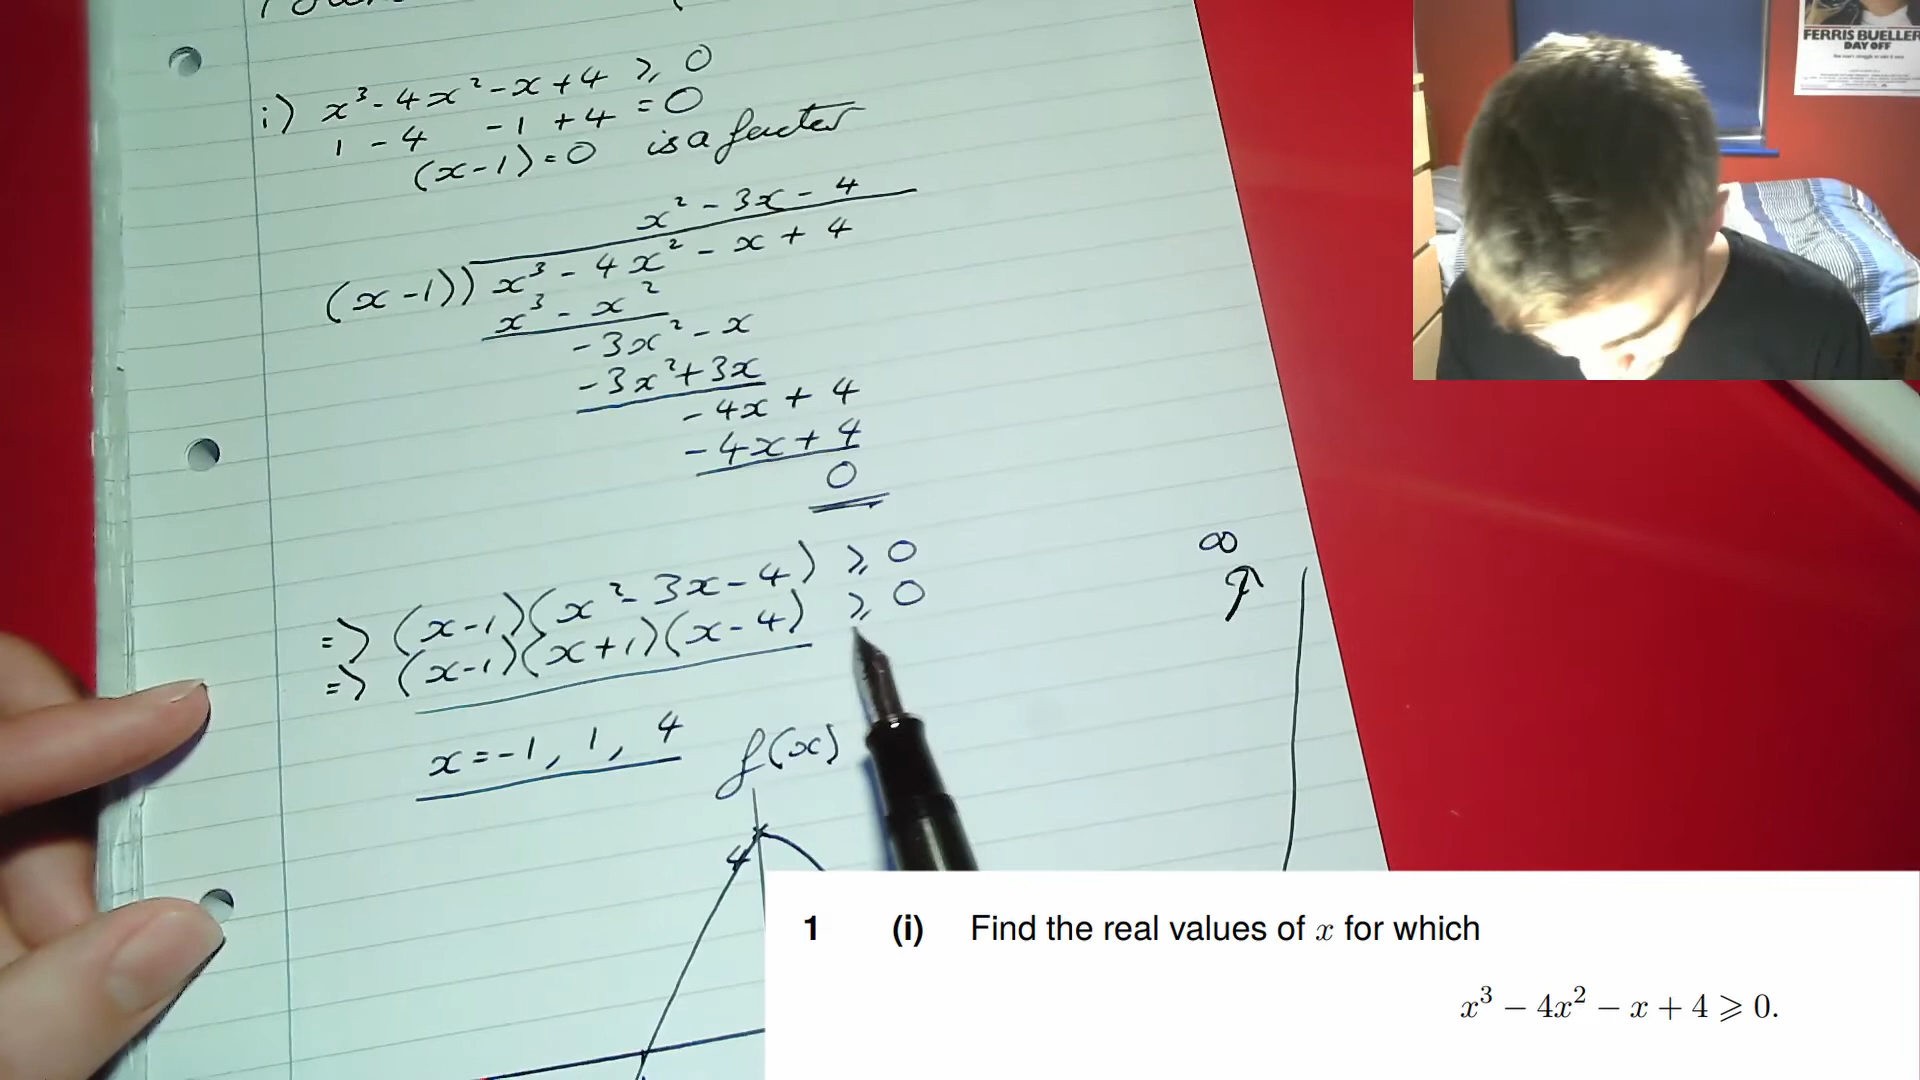 i) x³ - 4x² - x + 4 ⩾ 0
1 - 4 - 1 + 4 = 0
(x-1) = 0 is a factor
x² - 3x - 4
(x-1)) x³ - 4x² - x + 4
x³ - x²
-3x² - x
-3x² + 3x
-4x + 4
-4x + 4
0
=> (x-1)(x² - 3x - 4) ⩾ 0
=> (x-1)(x+1)(x-4) ⩾ 0
x = -1, 1, 4
f(x)
4
∞
FERRIS BUELLER
DAY OFF
1 (i) Find the real values of x for which
x³ − 4x² − x + 4 ⩾ 0.